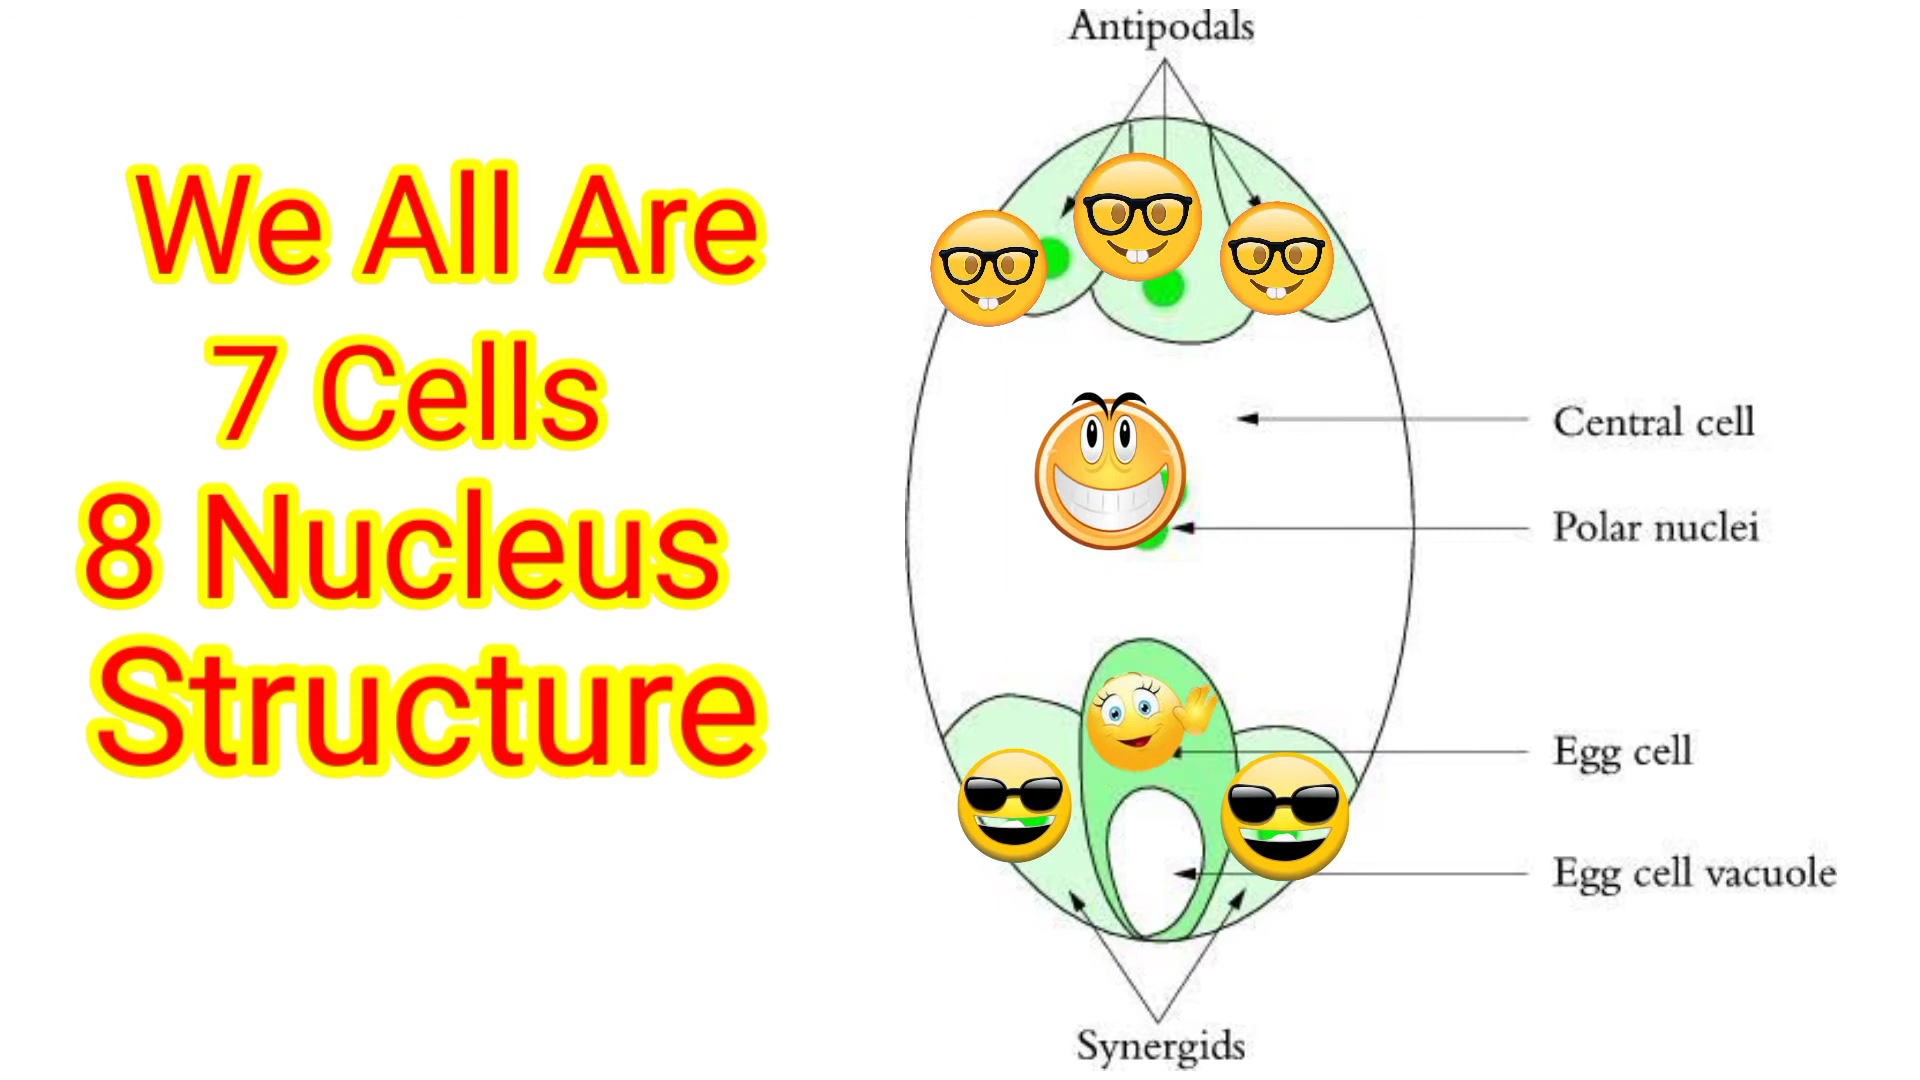 We All Are
7 Cells
8 Nucleus
Structure
Antipodals
Central cell
Polar nuclei
Egg cell
Egg cell vacuole
Synergids